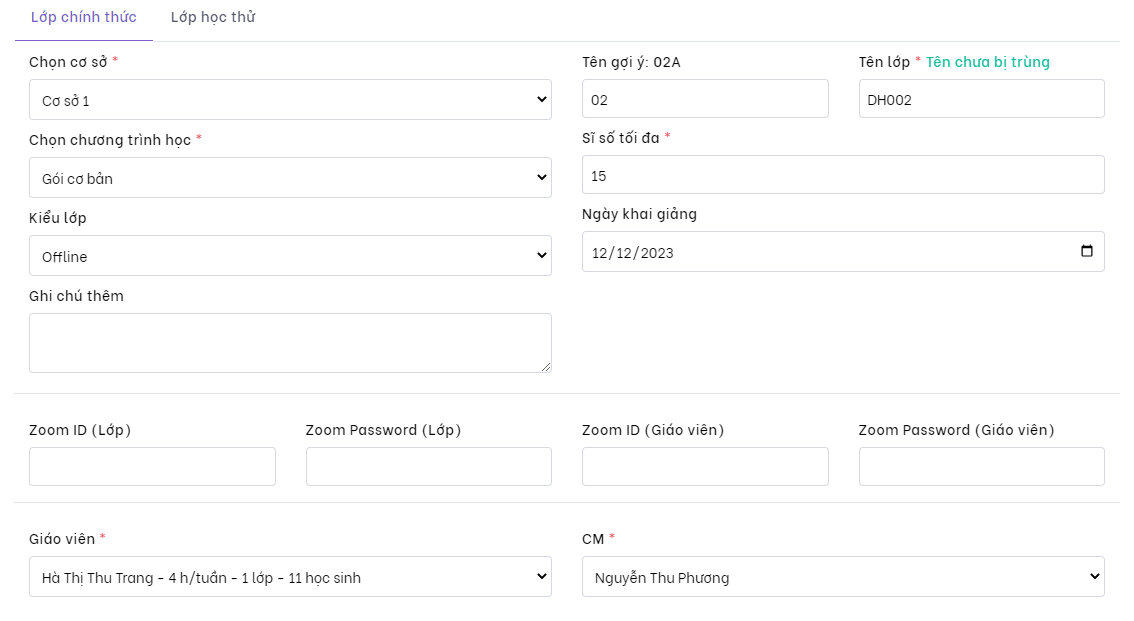 Lớp chính thức
Lớp học thử
Chọn cơ sở *
Cơ sở 1
Tên gợi ý: 02A
02
Tên lớp * Tên chưa bị trùng
DH002
Chọn chương trình học *
Gói cơ bản
Sĩ số tối đa *
15
Kiểu lớp
Offline
Ngày khai giảng
12/12/2023
Ghi chú thêm
Zoom ID (Lớp)
Zoom Password (Lớp)
Zoom ID (Giáo viên)
Zoom Password (Giáo viên)
Giáo viên *
Hà Thị Thu Trang - 4 h/tuần - 1 lớp - 11 học sinh
CM *
Nguyễn Thu Phương